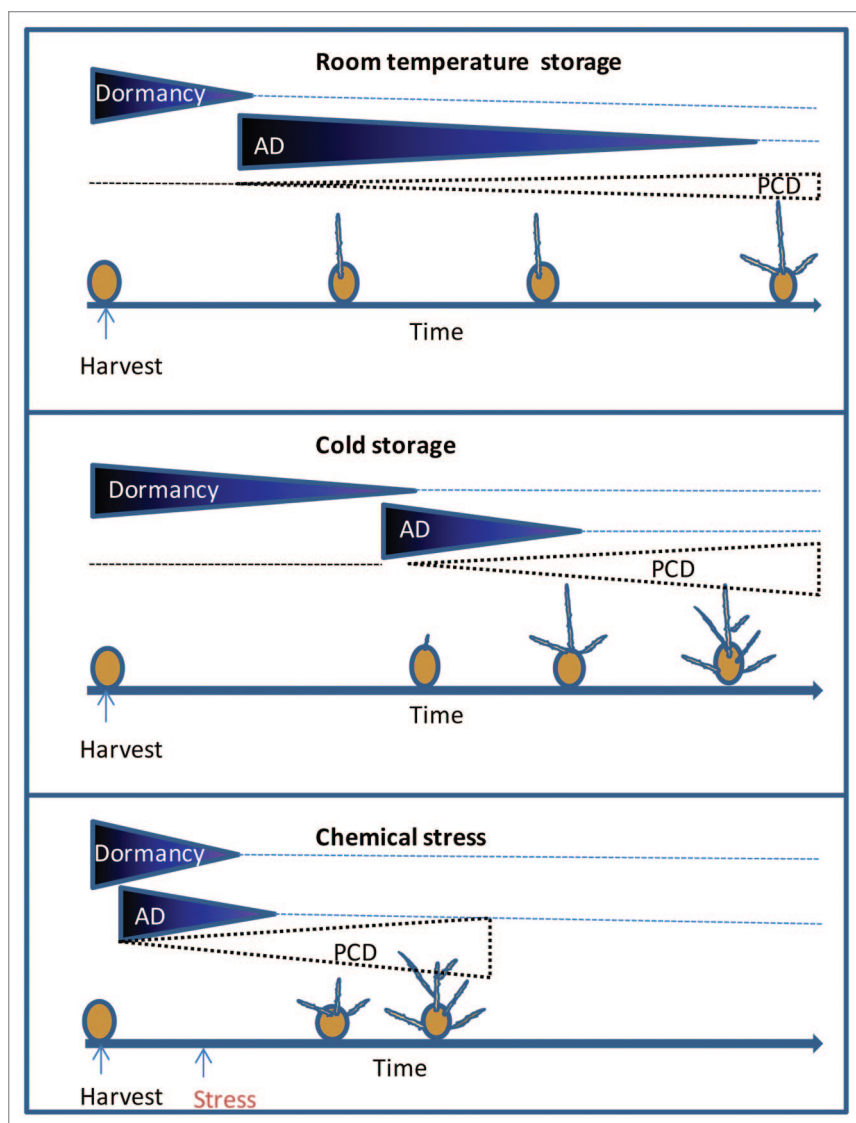 Room temperature storage
Dormancy
AD
PCD
Time
Harvest
Cold storage
Dormancy
AD
PCD
Time
Harvest
Chemical stress
Dormancy
AD
PCD
Time
Harvest
Stress